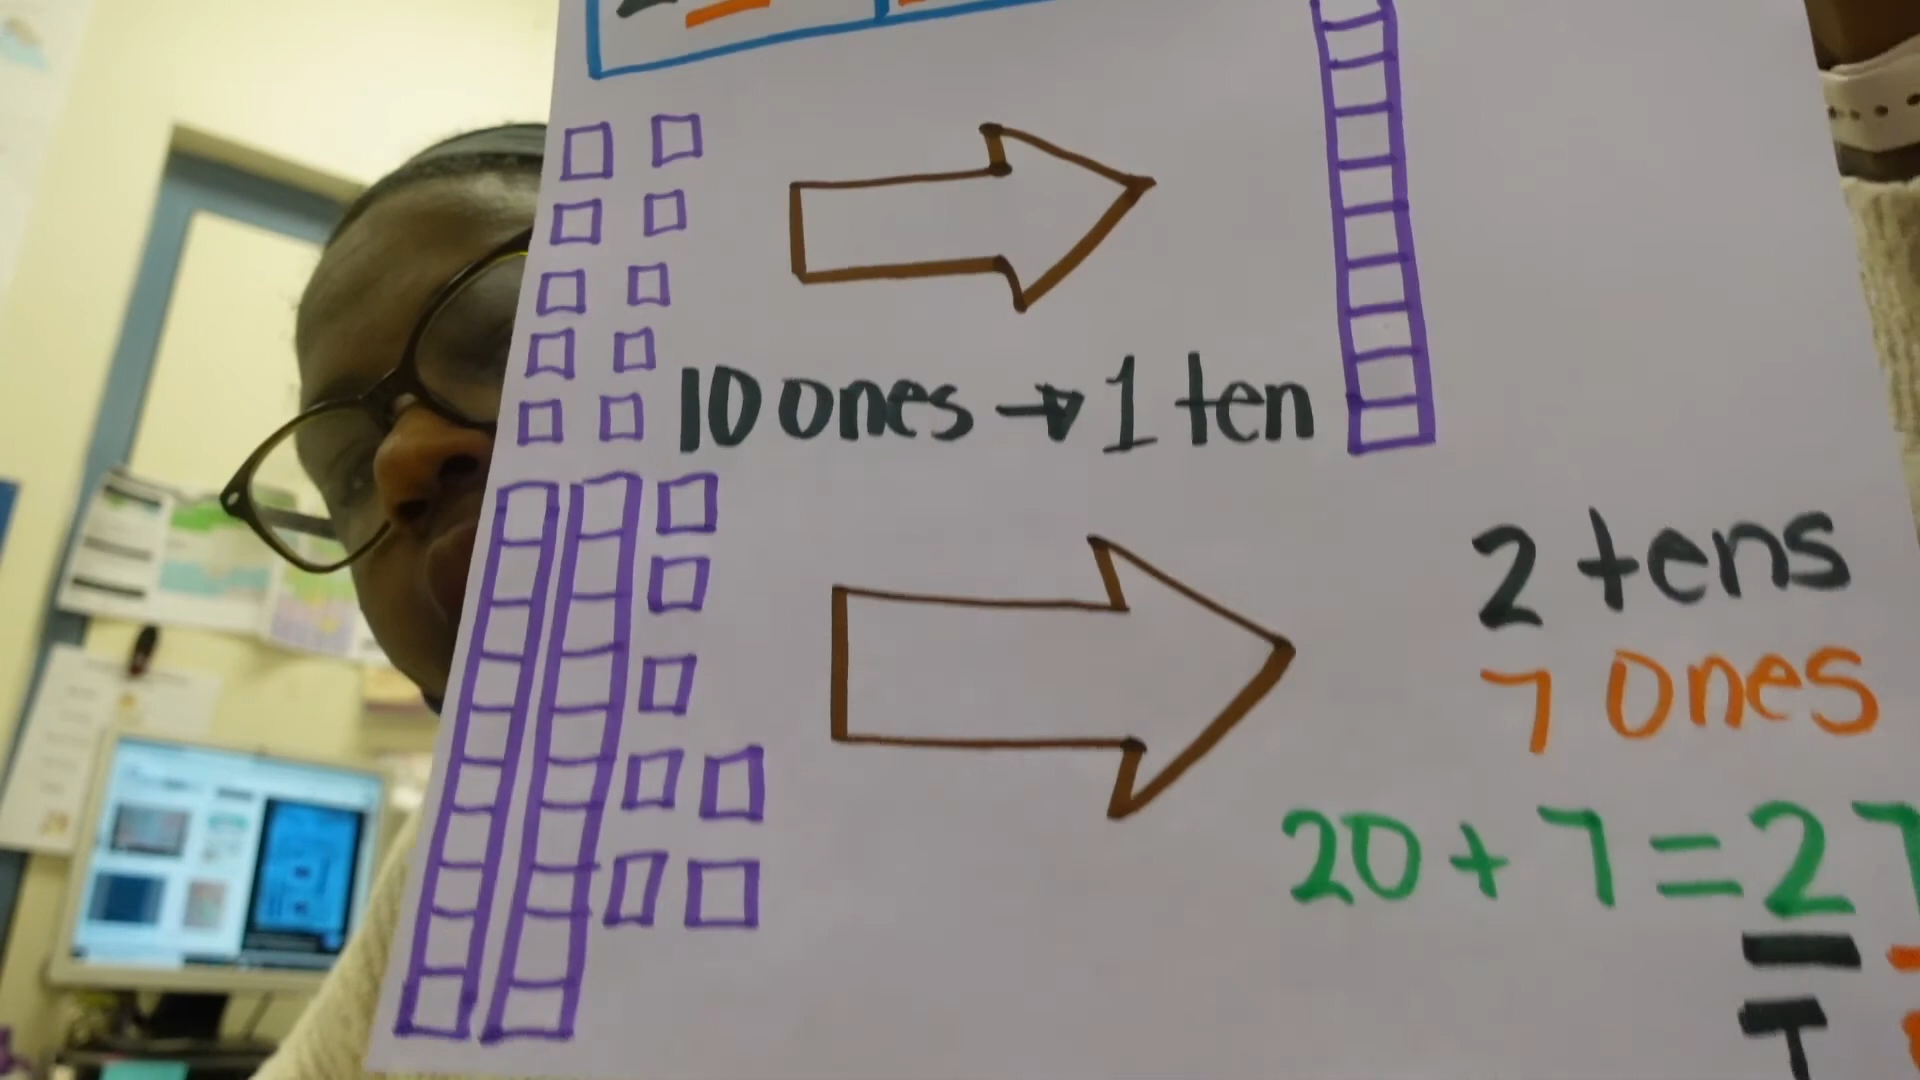 10 ones → 1 ten
2 tens
7 ones
20 + 7 = 27
T